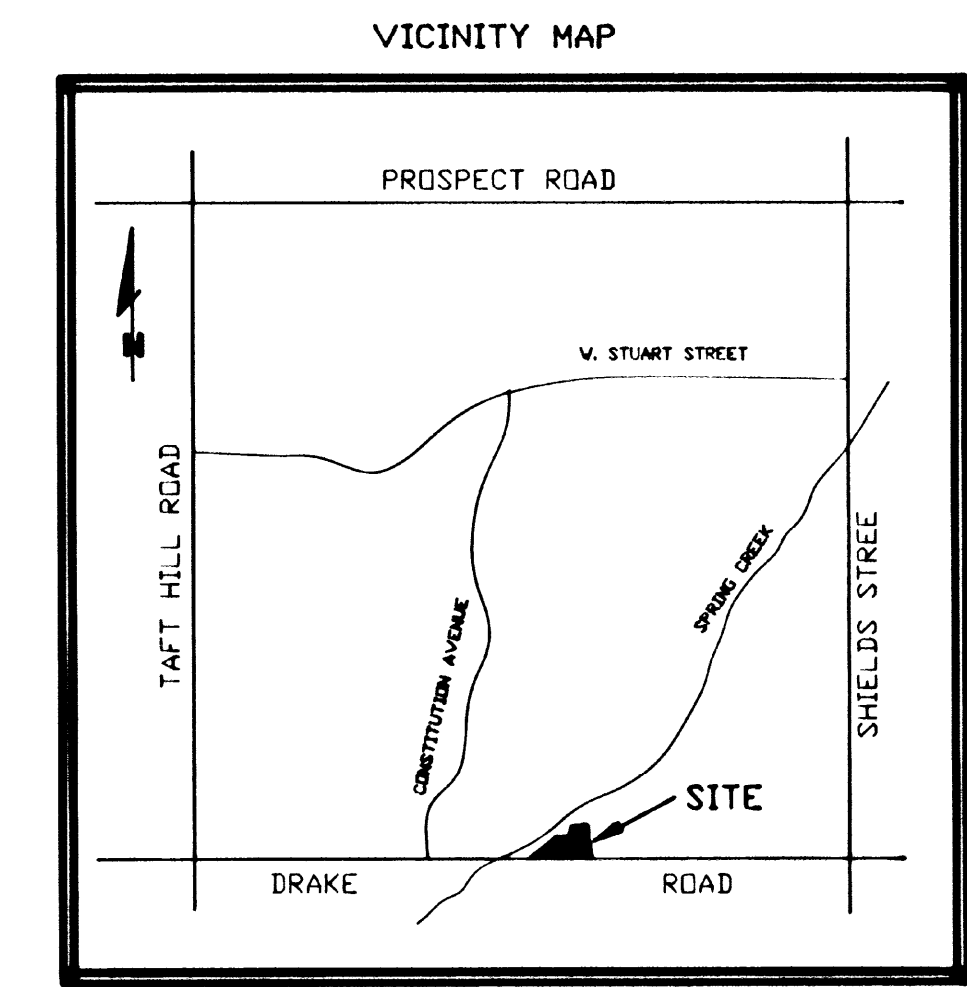 VICINITY MAP
PROSPECT ROAD
N
W. STUART STREET
TAFT HILL ROAD
SPRING CREEK
SHIELDS STREE
CONSTITUTION AVENUE
SITE
DRAKE ROAD